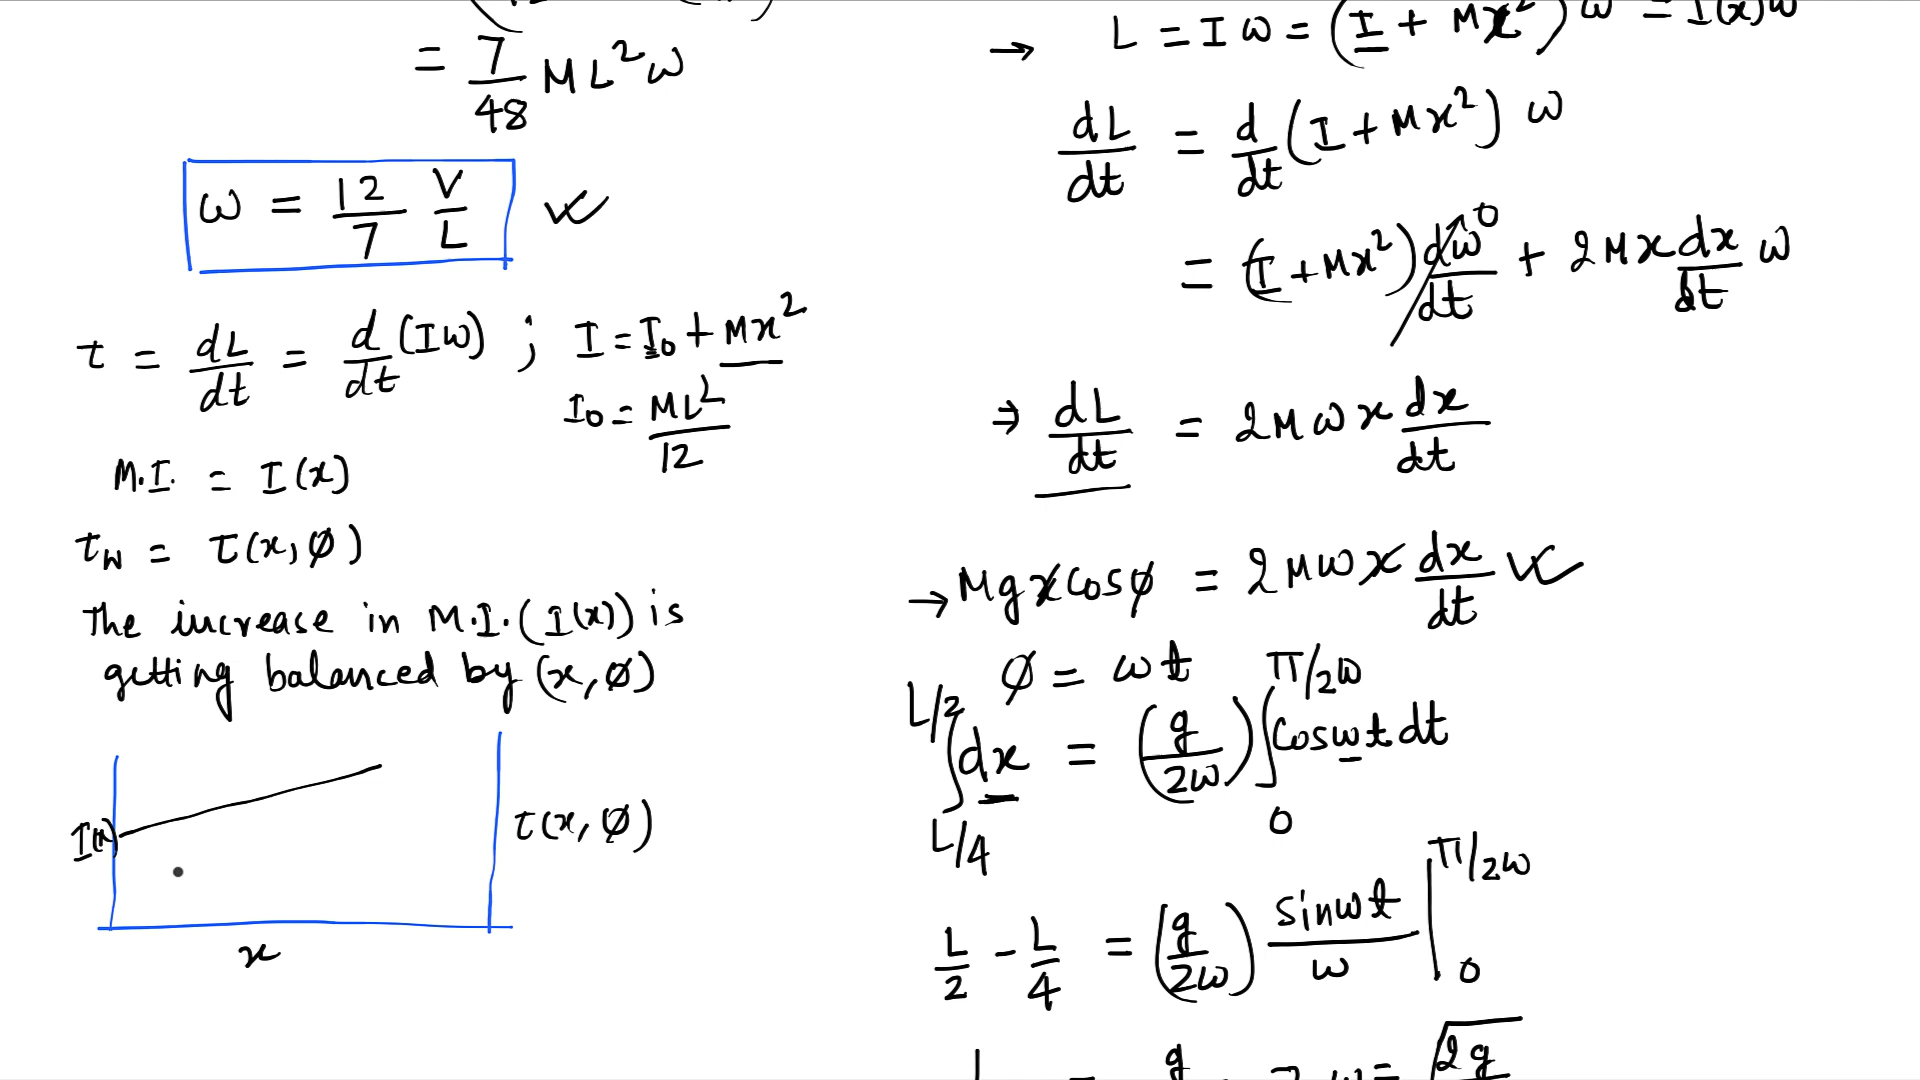 = 7/48 ML²ω
ω = 12/7 V/L
τ = dL/dt = d/dt (Iω) ; I = I₀ + Mx²
I₀ = ML²/12
M.I. = I(x)
τw = τ(x, φ)
The increase in M.I. (I(x)) is
getting balanced by (x, φ)
I(x)
τ(x, φ)
x
→ L = Iω = (I + Mx²) ω = I(x)ω
dL/dt = d/dt (I + Mx²) ω
= (I + Mx²) dω/dt 0 + 2Mx dx/dt ω
⇒ dL/dt = 2Mωx dx/dt
→ Mgx cosφ = 2Mωx dx/dt
φ = ωt
∫_{L/4}^{L/2} dx = (g/2ω) ∫_0^{π/2ω} cosωt dt
L/2 - L/4 = (g/2ω) sinωt/ω |_0^{π/2ω}